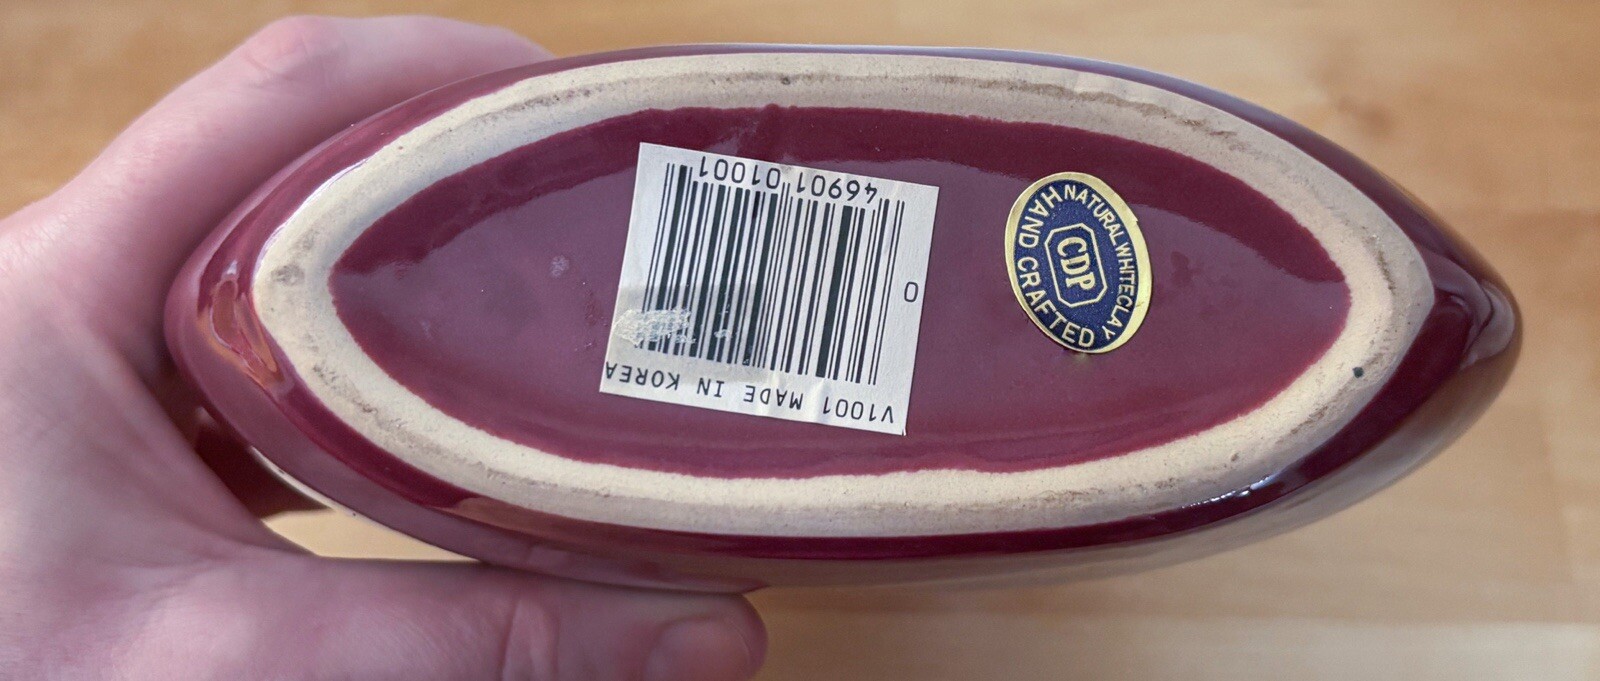 V1001 MADE IN KOREA
0
46901 01001
NATURAL WHITECLAY
CDP
HAND CRAFTED